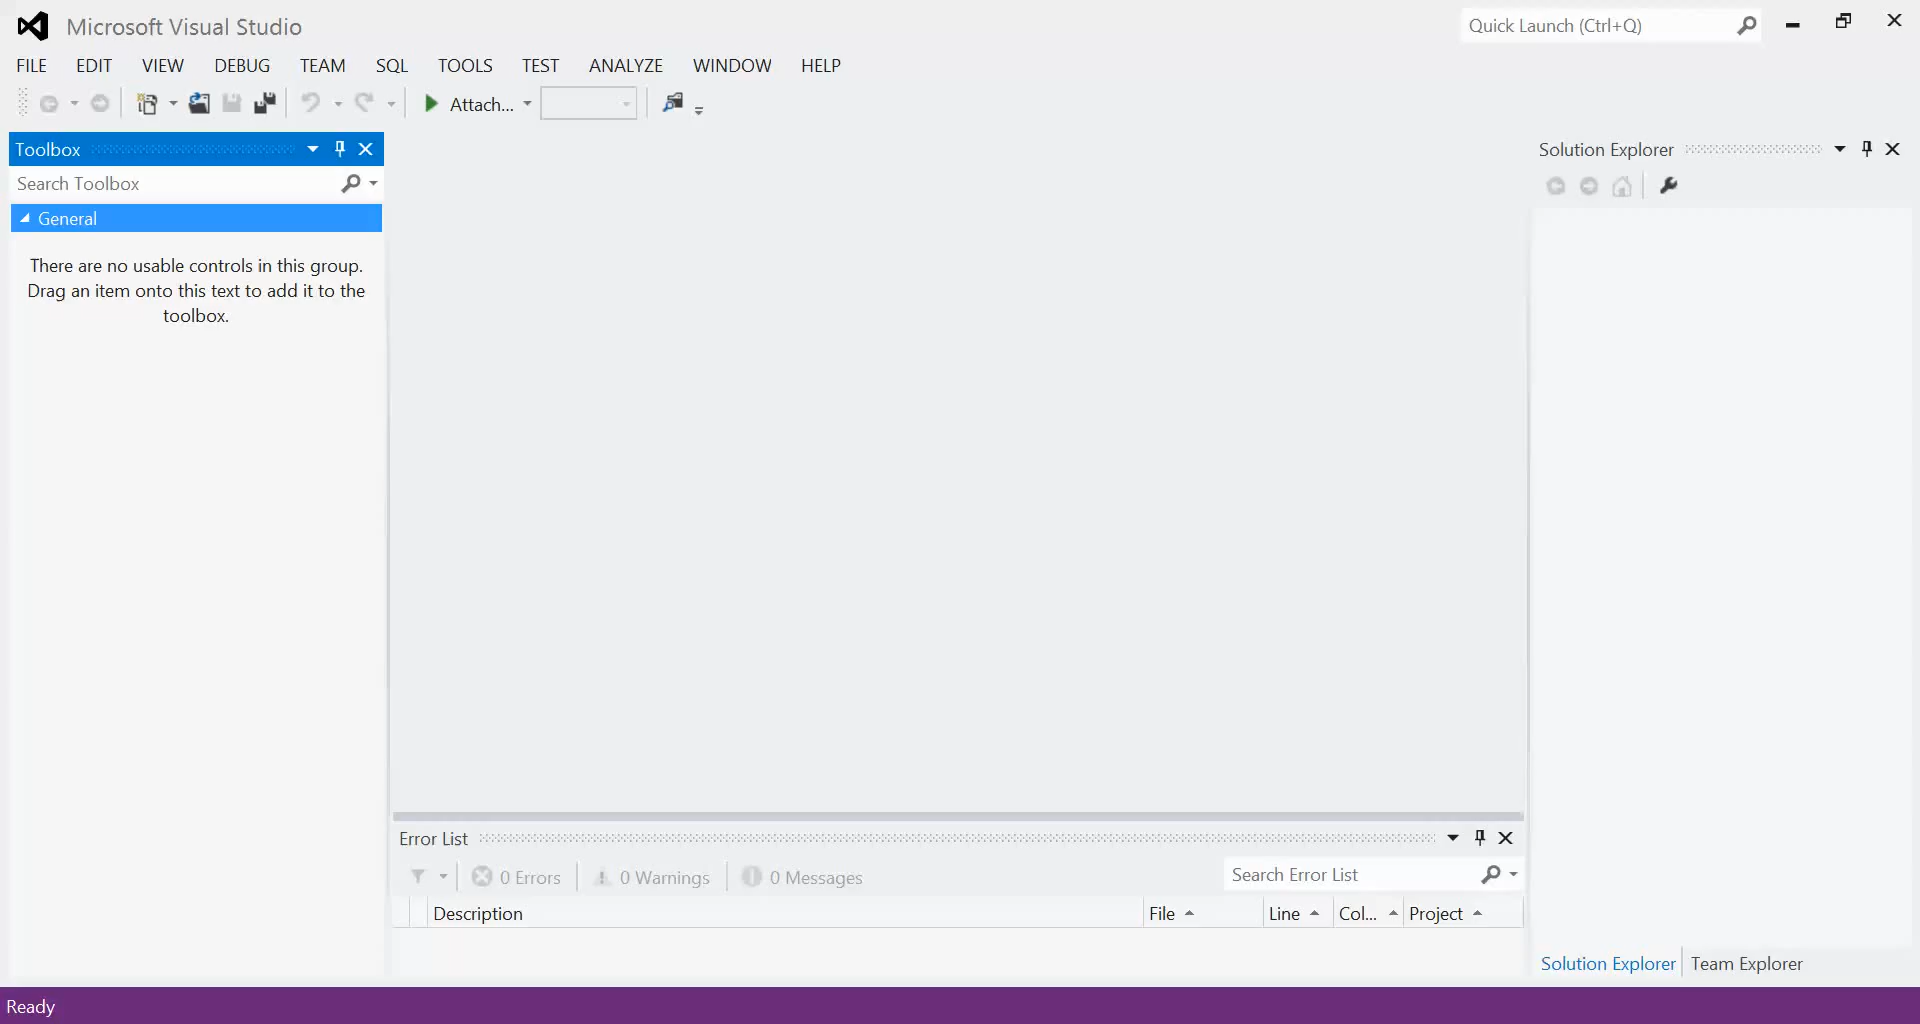 Microsoft Visual Studio
Quick Launch (Ctrl+Q)
FILE EDIT VIEW DEBUG TEAM SQL TOOLS TEST ANALYZE WINDOW HELP
Attach...
Toolbox
Search Toolbox
General
There are no usable controls in this group.
Drag an item onto this text to add it to the
toolbox.
Solution Explorer
Error List
0 Errors 0 Warnings 0 Messages
Search Error List
Description File Line Col... Project
Solution Explorer Team Explorer
Ready